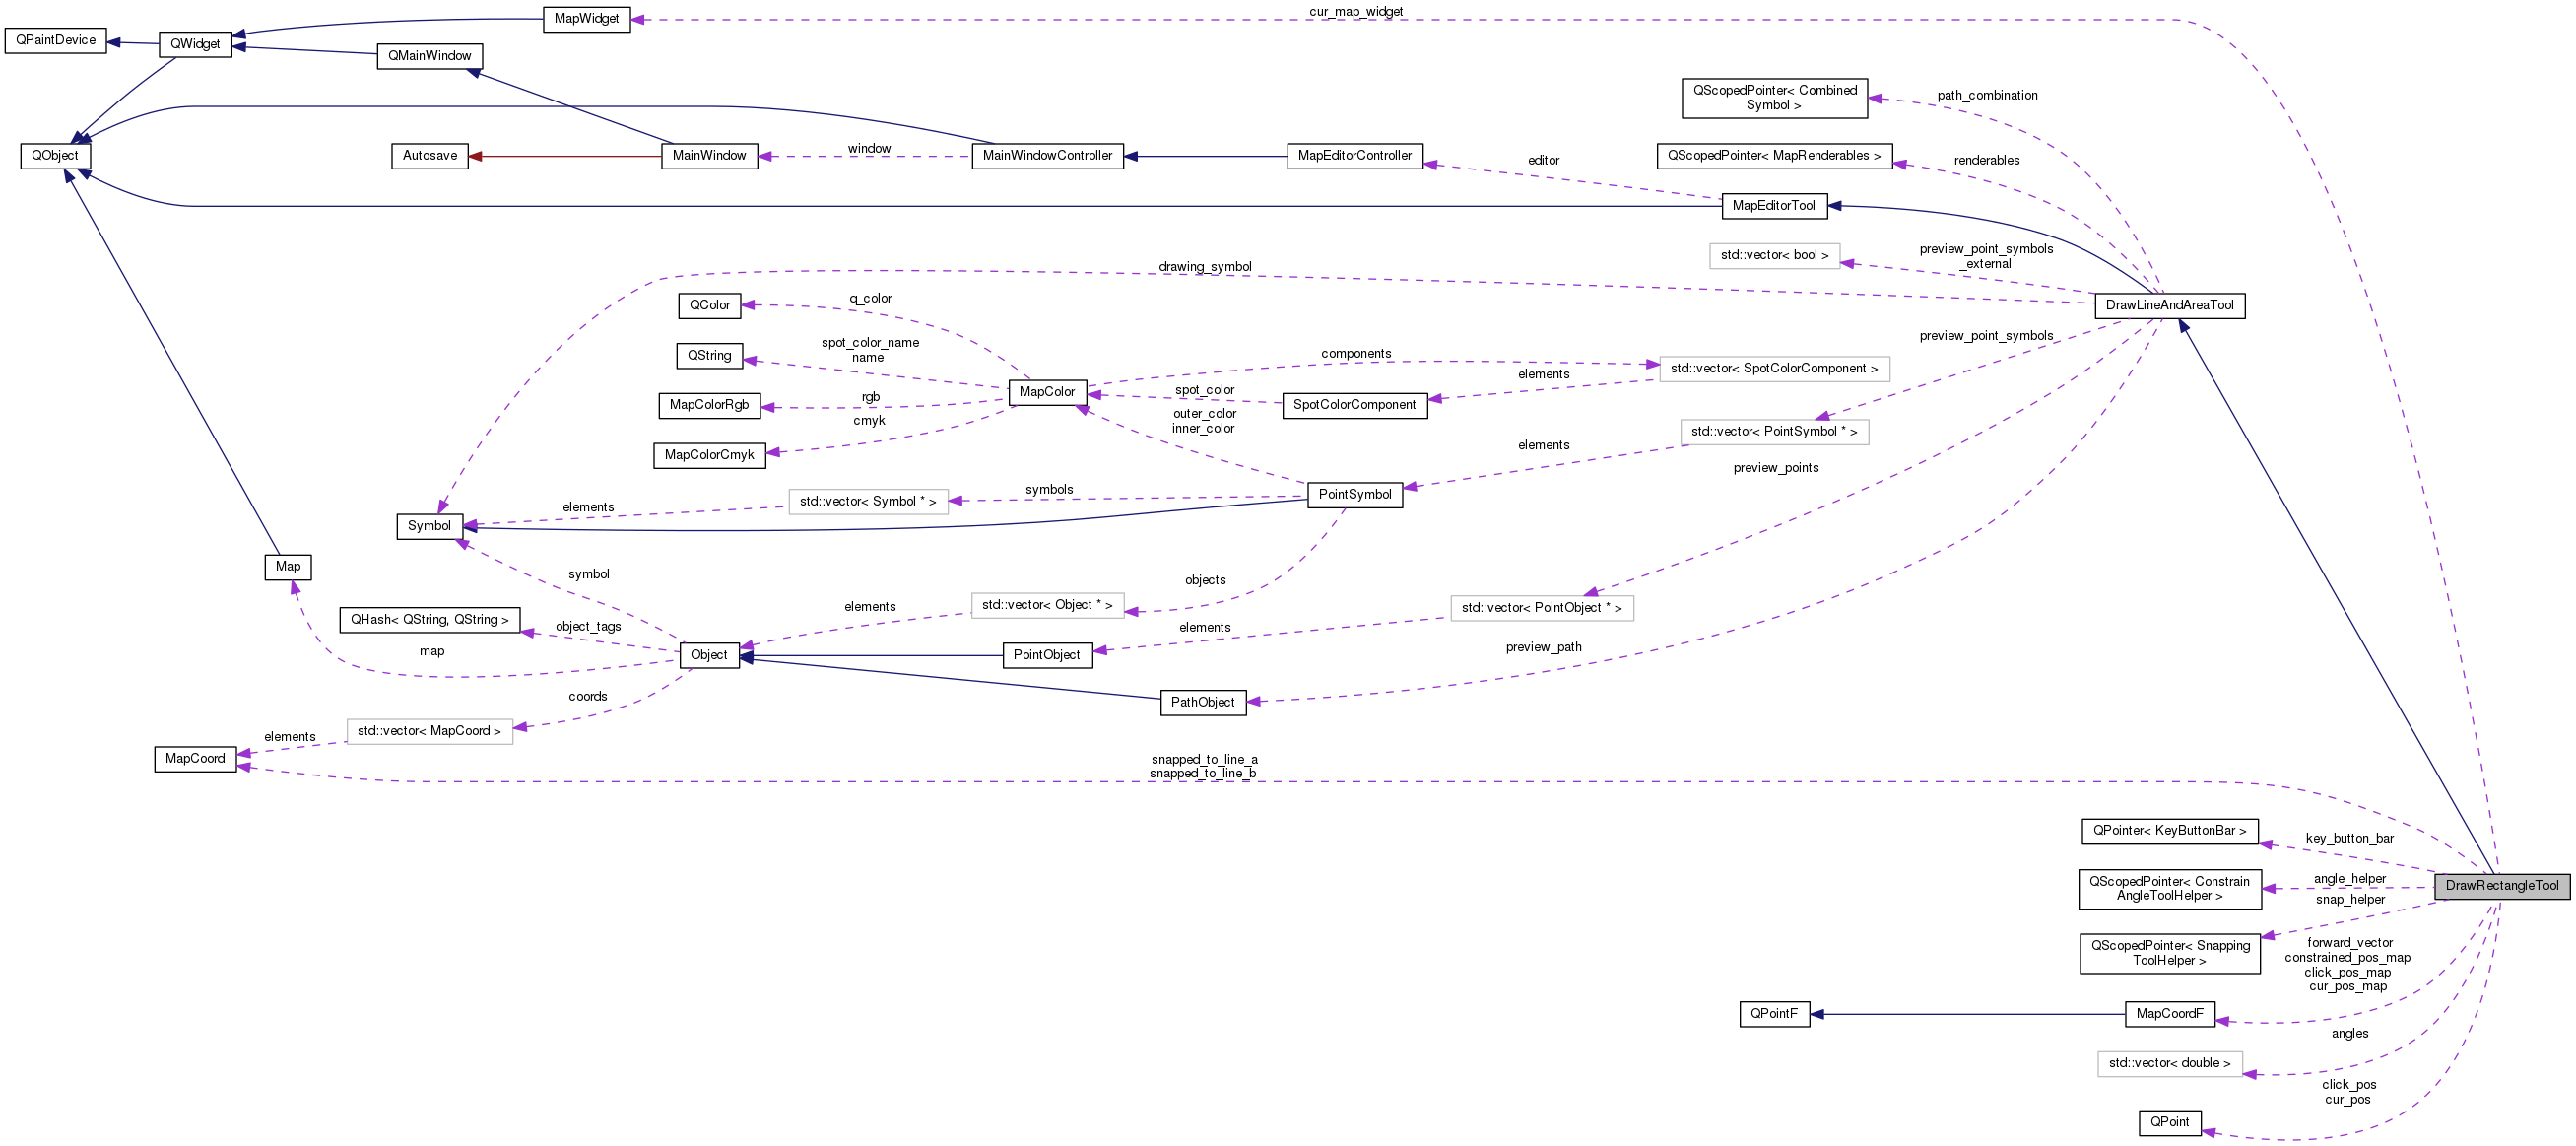 MapWidget
cur_map_widget
QPaintDevice
QWidget
QMainWindow
QScopedPointer< Combined
Symbol >
path_combination
QObject
Autosave
MainWindow
window
MainWindowController
MapEditorController
editor
QScopedPointer< MapRenderables >
renderables
MapEditorTool
std::vector< bool >
preview_point_symbols
_external
drawing_symbol
QColor
q_color
DrawLineAndAreaTool
QString
spot_color_name
name
components
std::vector< SpotColorComponent >
preview_point_symbols
MapColor
elements
spot_color
SpotColorComponent
MapColorRgb
rgb
cmyk
outer_color
inner_color
std::vector< PointSymbol * >
MapColorCmyk
elements
preview_points
PointSymbol
symbols
std::vector< Symbol * >
elements
Symbol
Map
symbol
objects
QHash< QString, QString >
object_tags
elements
std::vector< Object * >
std::vector< PointObject * >
elements
map
Object
PointObject
preview_path
coords
PathObject
std::vector< MapCoord >
elements
MapCoord
snapped_to_line_a
snapped_to_line_b
QPointer< KeyButtonBar >
key_button_bar
QScopedPointer< Constrain
AngleToolHelper >
angle_helper
DrawRectangleTool
snap_helper
QScopedPointer< Snapping
ToolHelper >
forward_vector
constrained_pos_map
click_pos_map
cur_pos_map
QPointF
MapCoordF
angles
std::vector< double >
click_pos
cur_pos
QPoint